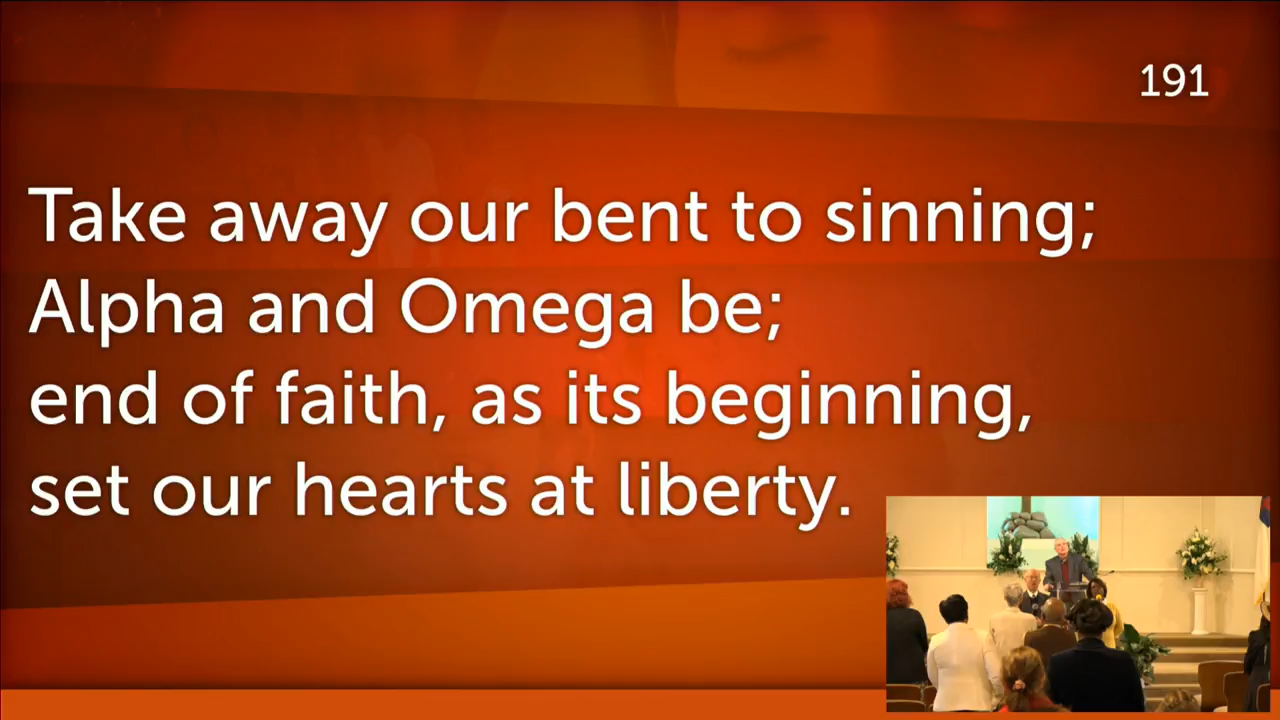 191
Take away our bent to sinning;
Alpha and Omega be;
end of faith, as its beginning,
set our hearts at liberty.